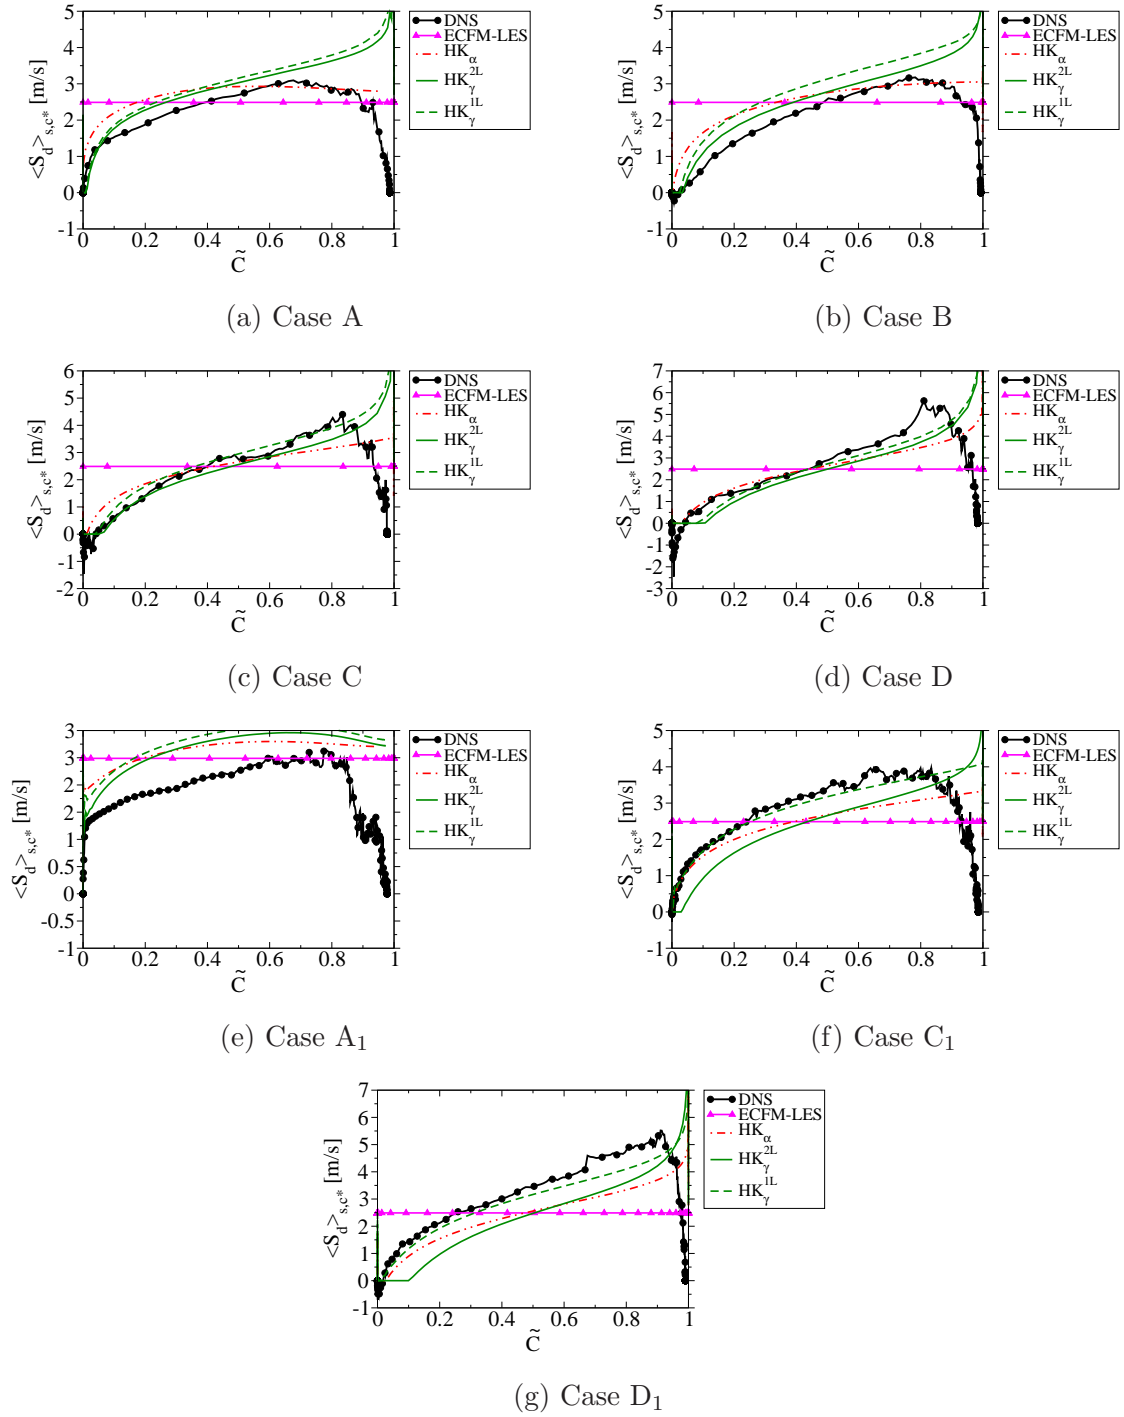 5
4
3
2
1
0
-1
<S_d>_{s,c*} [m/s]
0 0.2 0.4 0.6 0.8 1
C̃
DNS
ECFM-LES
HK_α
HK_γ^{2L}
HK_γ^{1L}
(a) Case A
5
4
3
2
1
0
-1
<S_d>_{s,c*} [m/s]
0 0.2 0.4 0.6 0.8 1
C̃
DNS
ECFM-LES
HK_α
HK_γ^{2L}
HK_γ^{1L}
(b) Case B
6
5
4
3
2
1
0
-1
-2
<S_d>_{s,c*} [m/s]
0 0.2 0.4 0.6 0.8 1
c̃
DNS
ECFM-LES
HK_α
HK_γ^{2L}
HK_γ^{1L}
(c) Case C
7
6
5
4
3
2
1
0
-1
-2
-3
<S_d>_{s,c*} [m/s]
0 0.2 0.4 0.6 0.8 1
c̃
DNS
ECFM-LES
HK_α
HK_γ^{2L}
HK_γ^{1L}
(d) Case D
3
3
2
2
1
0.5
0
-0.5
-1
<S_d>_{s,c*} [m/s]
0 0.2 0.4 0.6 0.8 1
C̃
DNS
ECFM-LES
HK_α
HK_γ^{2L}
HK_γ^{1L}
(e) Case A₁
5
4
3
2
1
0
-1
<S_d>_{s,c*} [m/s]
0 0.2 0.4 0.6 0.8 1
C̃
DNS
ECFM-LES
HK_α
HK_γ^{2L}
HK_γ^{1L}
(f) Case C₁
7
6
5
4
3
2
1
0
-1
<S_d>_{s,c*} [m/s]
0 0.2 0.4 0.6 0.8 1
C̃
DNS
ECFM-LES
HK_α
HK_γ^{2L}
HK_γ^{1L}
(g) Case D₁